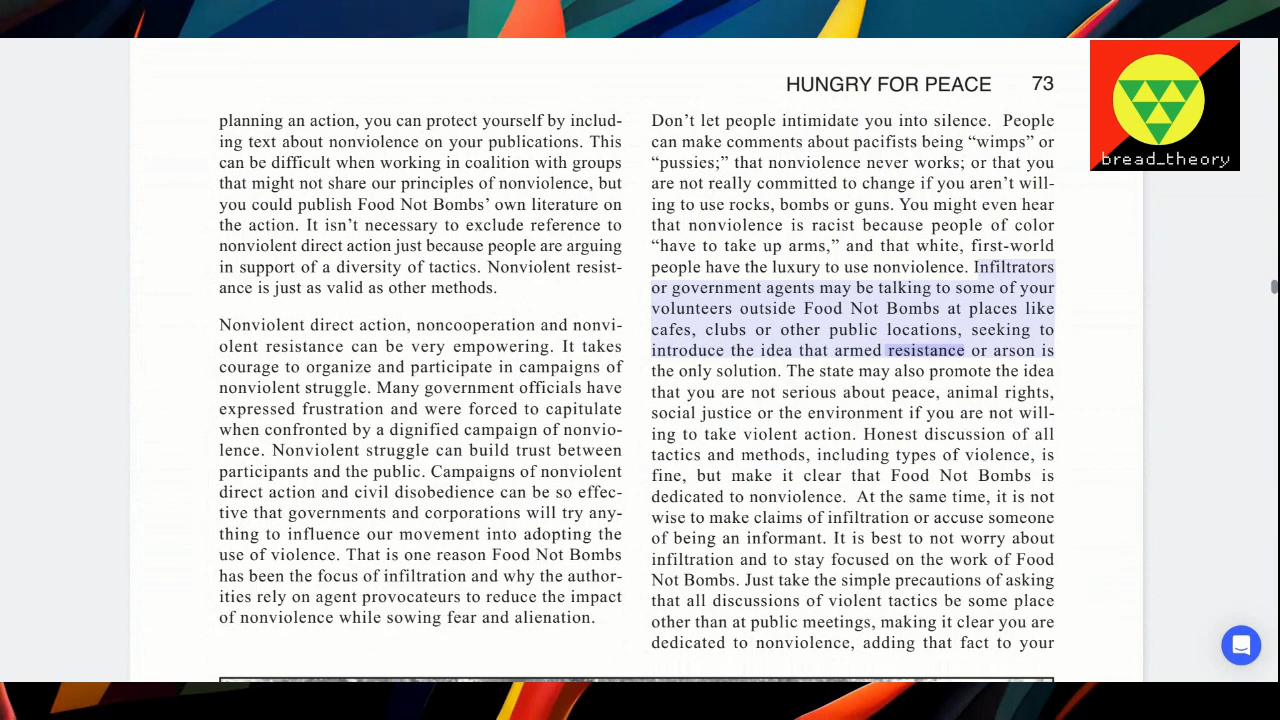 HUNGRY FOR PEACE 73
planning an action, you can protect yourself by includ-
ing text about nonviolence on your publications. This
can be difficult when working in coalition with groups
that might not share our principles of nonviolence, but
you could publish Food Not Bombs’ own literature on
the action. It isn’t necessary to exclude reference to
nonviolent direct action just because people are arguing
in support of a diversity of tactics. Nonviolent resist-
ance is just as valid as other methods.
Nonviolent direct action, noncooperation and nonvi-
olent resistance can be very empowering. It takes
courage to organize and participate in campaigns of
nonviolent struggle. Many government officials have
expressed frustration and were forced to capitulate
when confronted by a dignified campaign of nonvio-
lence. Nonviolent struggle can build trust between
participants and the public. Campaigns of nonviolent
direct action and civil disobedience can be so effec-
tive that governments and corporations will try any-
thing to influence our movement into adopting the
use of violence. That is one reason Food Not Bombs
has been the focus of infiltration and why the author-
ities rely on agent provocateurs to reduce the impact
of nonviolence while sowing fear and alienation.
Don’t let people intimidate you into silence. People
can make comments about pacifists being “wimps” or
“pussies;” that nonviolence never works; or that you
are not really committed to change if you aren’t will-
ing to use rocks, bombs or guns. You might even hear
that nonviolence is racist because people of color
“have to take up arms,” and that white, first-world
people have the luxury to use nonviolence. Infiltrators
or government agents may be talking to some of your
volunteers outside Food Not Bombs at places like
cafes, clubs or other public locations, seeking to
introduce the idea that armed resistance or arson is
the only solution. The state may also promote the idea
that you are not serious about peace, animal rights,
social justice or the environment if you are not will-
ing to take violent action. Honest discussion of all
tactics and methods, including types of violence, is
fine, but make it clear that Food Not Bombs is
dedicated to nonviolence. At the same time, it is not
wise to make claims of infiltration or accuse someone
of being an informant. It is best to not worry about
infiltration and to stay focused on the work of Food
Not Bombs. Just take the simple precautions of asking
that all discussions of violent tactics be some place
other than at public meetings, making it clear you are
dedicated to nonviolence, adding that fact to your
bread_theory